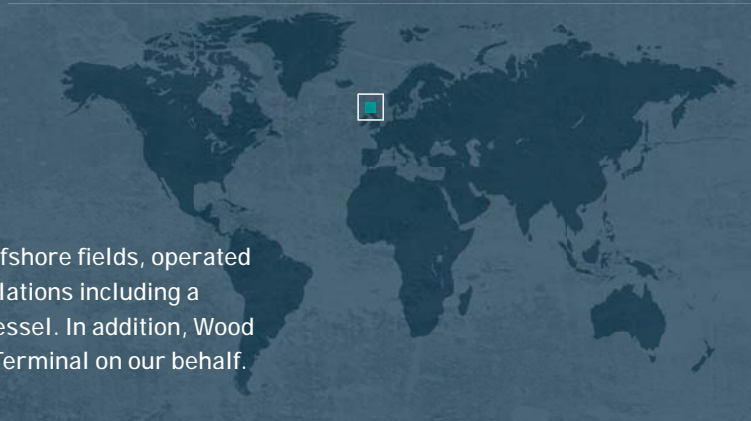 fshore fields, operated
lations including a
essel. In addition, Wood
Terminal on our behalf.